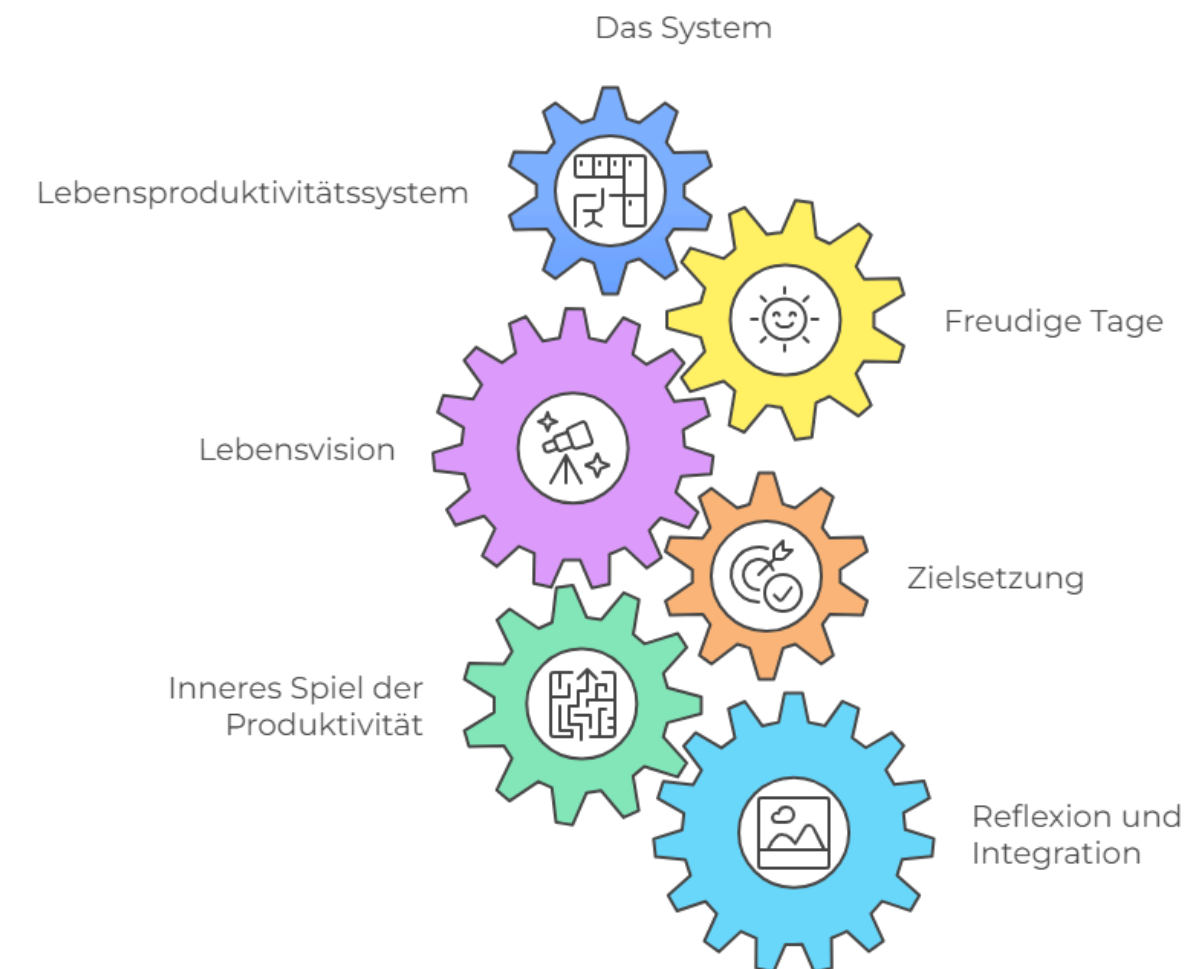 Das System
Lebensproduktivitätssystem
Freudige Tage
Lebensvision
Zielsetzung
Inneres Spiel der
Produktivität
Reflexion und
Integration